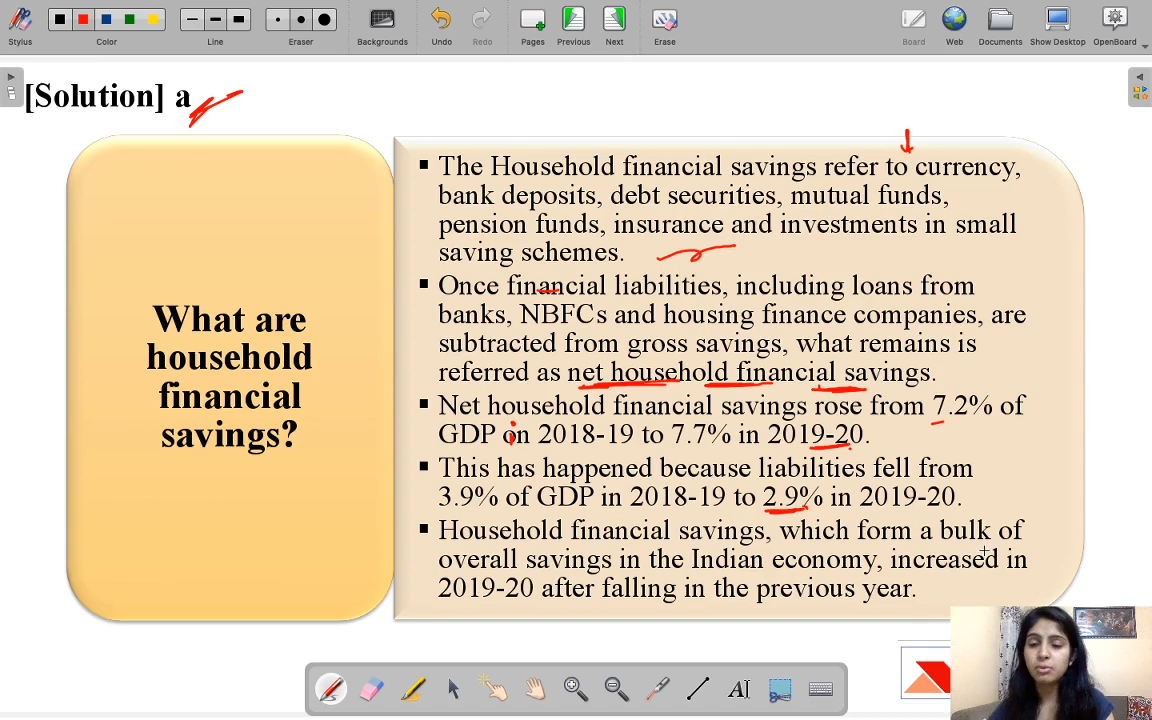 Stylus
Color
Line
Eraser
Backgrounds
Undo
Redo
Pages
Previous
Next
Erase
Board
Web
Documents
Show Desktop
OpenBoard
[Solution] a
What are
household
financial
savings?
▪ The Household financial savings refer to currency,
bank deposits, debt securities, mutual funds,
pension funds, insurance and investments in small
saving schemes.
▪ Once financial liabilities, including loans from
banks, NBFCs and housing finance companies, are
subtracted from gross savings, what remains is
referred as net household financial savings.
▪ Net household financial savings rose from 7.2% of
GDP in 2018-19 to 7.7% in 2019-20.
▪ This has happened because liabilities fell from
3.9% of GDP in 2018-19 to 2.9% in 2019-20.
▪ Household financial savings, which form a bulk of
overall savings in the Indian economy, increased in
2019-20 after falling in the previous year.
AI